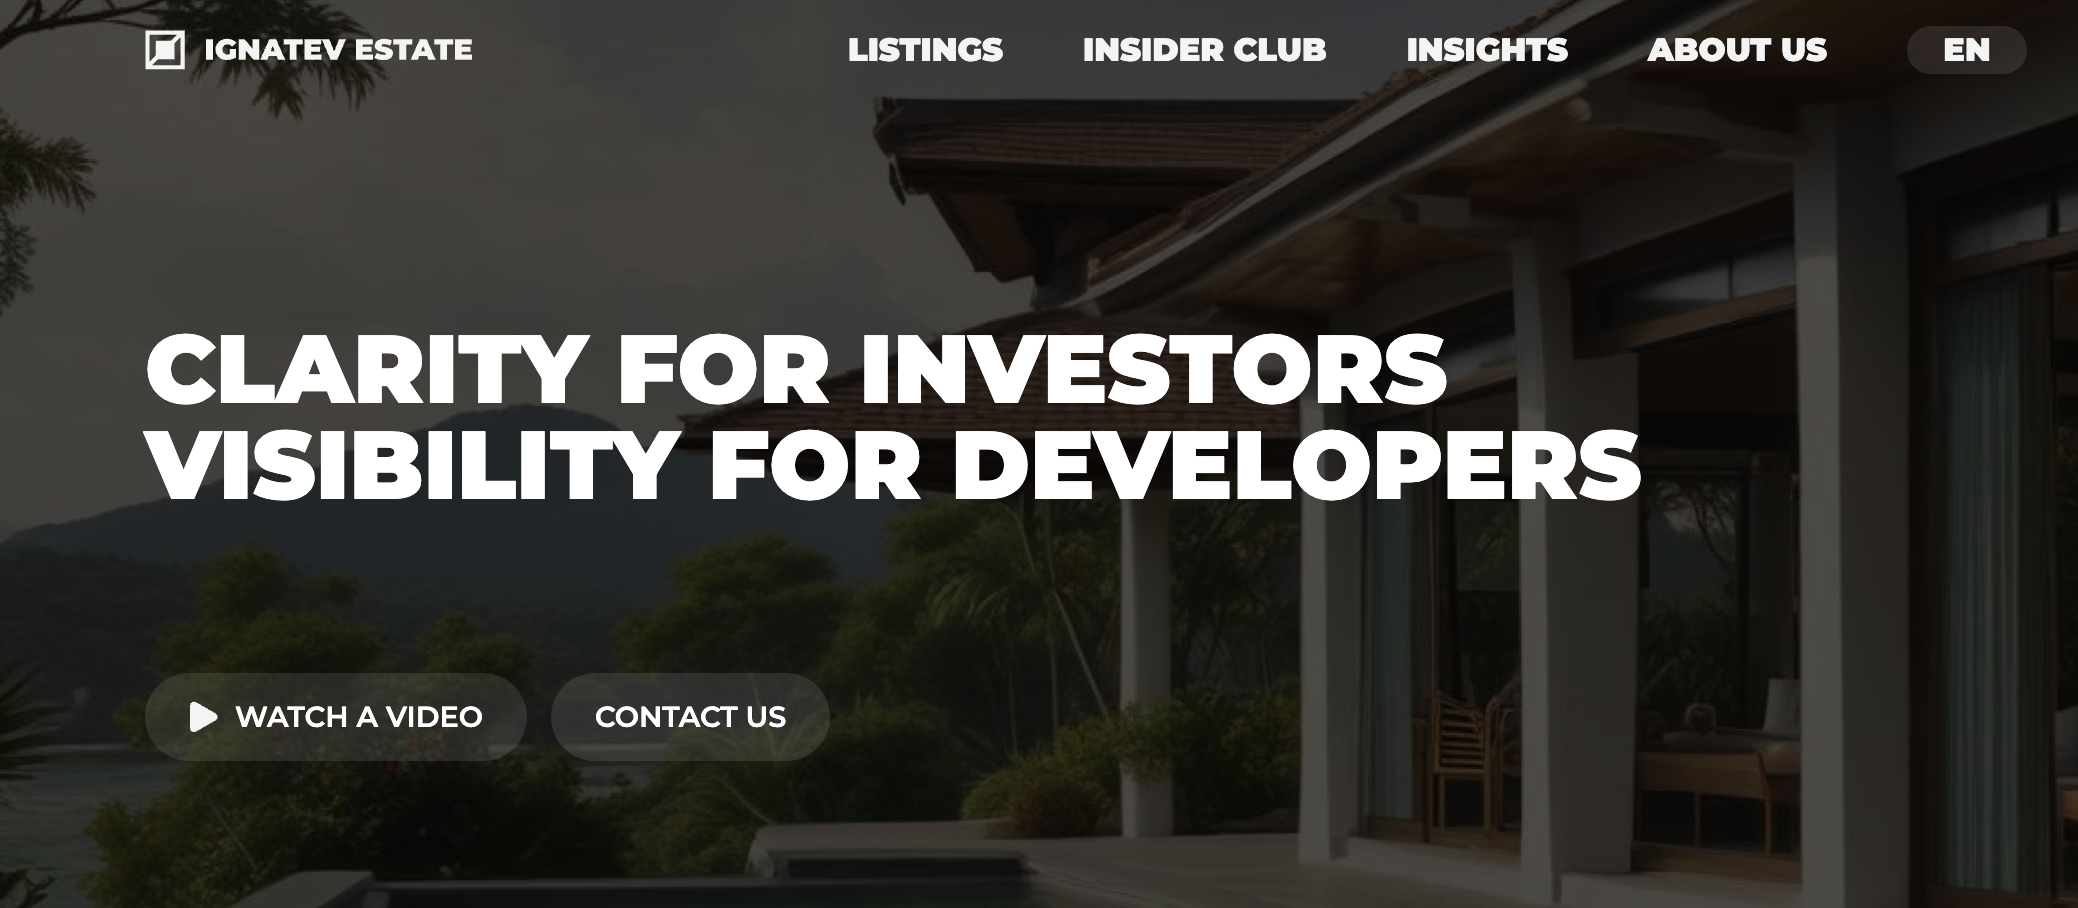 IGNATEV ESTATE
LISTINGS
INSIDER CLUB
INSIGHTS
ABOUT US
EN
CLARITY FOR INVESTORS
VISIBILITY FOR DEVELOPERS
WATCH A VIDEO
CONTACT US